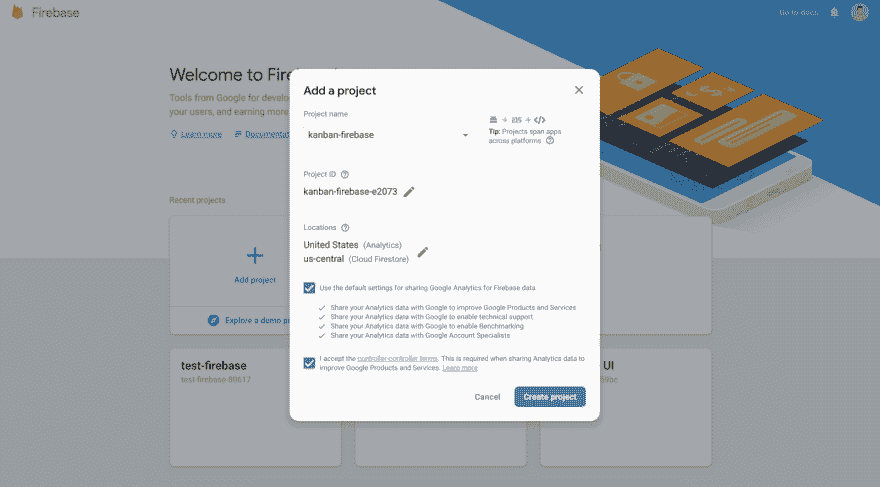 Firebase
Go to docs
Welcome to Fire
Tools from Google for develo
your users, and earning more
Learn more
Documentat
Recent projects
Add project
Explore a demo pr
test-firebase
test-firebase-89617
UI
59ac
Add a project
Project name
kanban-firebase
+ iOS + </>
Tip: Projects span apps
across platforms
Project ID
kanban-firebase-e2073
Locations
United States (Analytics)
us-central (Cloud Firestore)
Use the default settings for sharing Google Analytics for Firebase data
Share your Analytics data with Google to improve Google Products and Services
Share your Analytics data with Google to enable technical support
Share your Analytics data with Google to enable Benchmarking
Share your Analytics data with Google Account Specialists
I accept the controller-controller terms. This is required when sharing Analytics data to
improve Google Products and Services. Learn more
Cancel
Create project